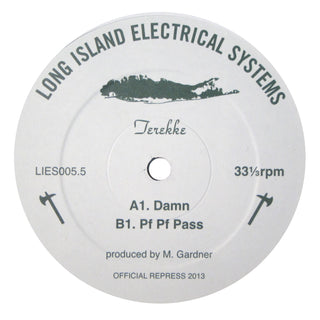 LONG ISLAND ELECTRICAL SYSTEMS
Terekke
LIES005.5
33⅓rpm
A1. Damn
B1. Pf Pf Pass
produced by M. Gardner
OFFICIAL REPRESS 2013